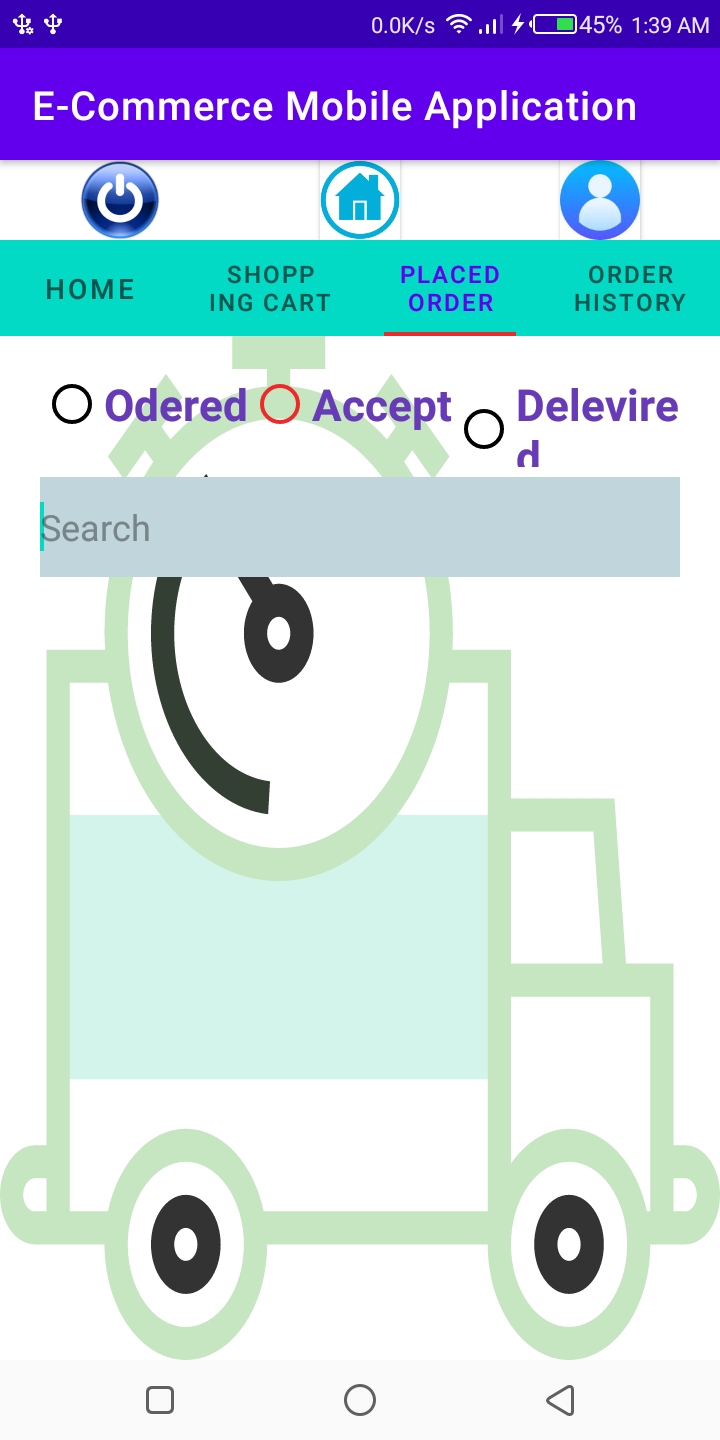 0.0K/s 45% 1:39 AM
E-Commerce Mobile Application
HOME
SHOPP
ING CART
PLACED
ORDER
ORDER
HISTORY
Odered
Accept
Delevire
d
Search